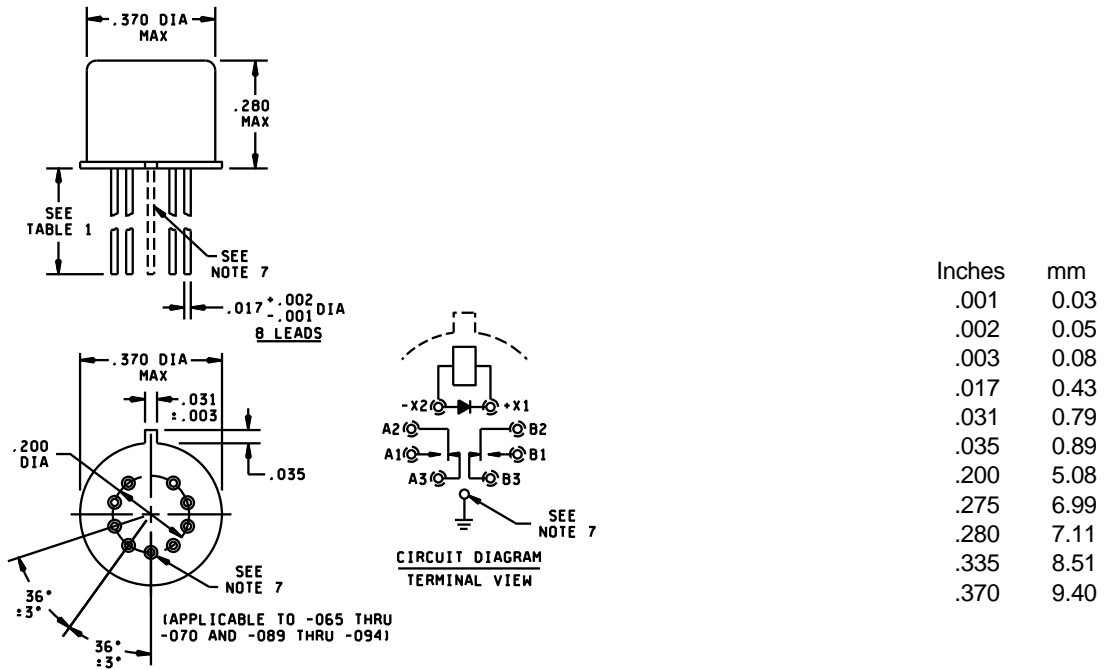 .370 DIA
MAX
.280
MAX
SEE
TABLE 1
SEE
NOTE 7
.017 +.002 -.001 DIA
8 LEADS
.370 DIA
MAX
.031
±.003
.200
DIA
.035
SEE
NOTE 7
36°
±3°
36°
±3°
(APPLICABLE TO -065 THRU
-070 AND -089 THRU -094)
-X2 +X1
A2 B2
A1 B1
A3 B3
SEE
NOTE 7
CIRCUIT DIAGRAM
TERMINAL VIEW
Inches mm
.001 0.03
.002 0.05
.003 0.08
.017 0.43
.031 0.79
.035 0.89
.200 5.08
.275 6.99
.280 7.11
.335 8.51
.370 9.40